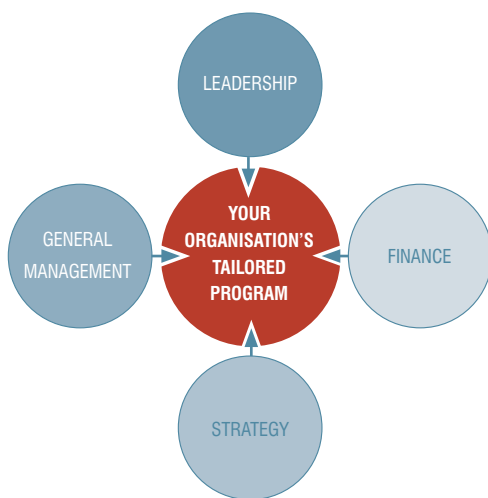 LEADERSHIP
GENERAL
MANAGEMENT
YOUR
ORGANISATION'S
TAILORED
PROGRAM
FINANCE
STRATEGY